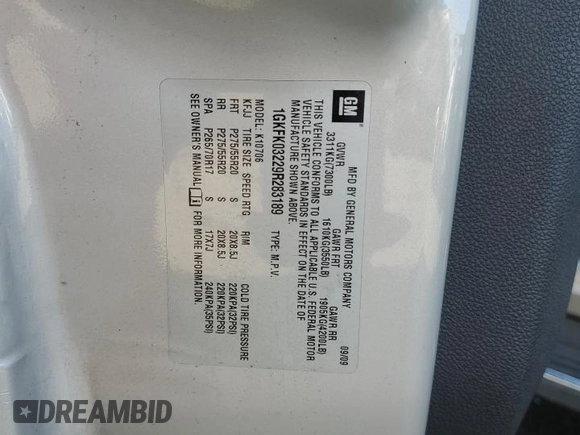 GM
MFD BY GENERAL MOTORS COMPANY 09/09
GVWR GAWR FRT GAWR RR
3311KG(7300LB) 1610KG(3550LB) 1905KG(4200LB)
THIS VEHICLE CONFORMS TO ALL APPLICABLE U.S. FEDERAL MOTOR
VEHICLE SAFETY STANDARDS IN EFFECT ON THE DATE OF
MANUFACTURE SHOWN ABOVE.
1GKFK03229R283189 TYPE: M.P.V.
MODEL: K10706
KFJJ TIRE SIZE SPEED RTG RIM COLD TIRE PRESSURE
FRT P275/55R20 S 20X8.5J 220KPA(32PSI)
RR P275/55R20 S 20X8.5J 220KPA(32PSI)
SPA P265/70R17 S 17X7J 240KPA(35PSI)
SEE OWNER'S MANUAL FOR MORE INFORMATION.
DREAMBID